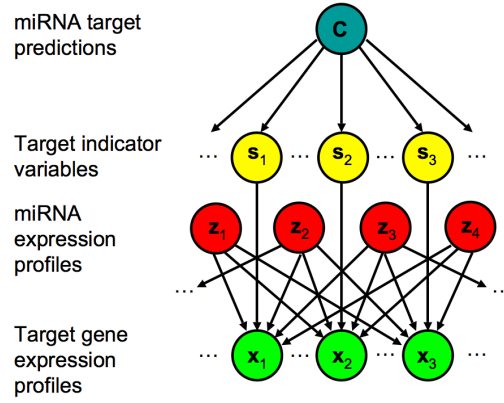 miRNA target
predictions
C
Target indicator
variables
... s1 ... s2 ... s3 ...
miRNA
expression
profiles
z1 z2 z3 z4
... ...
Target gene
expression
profiles
... x1 ... x2 ... x3 ...